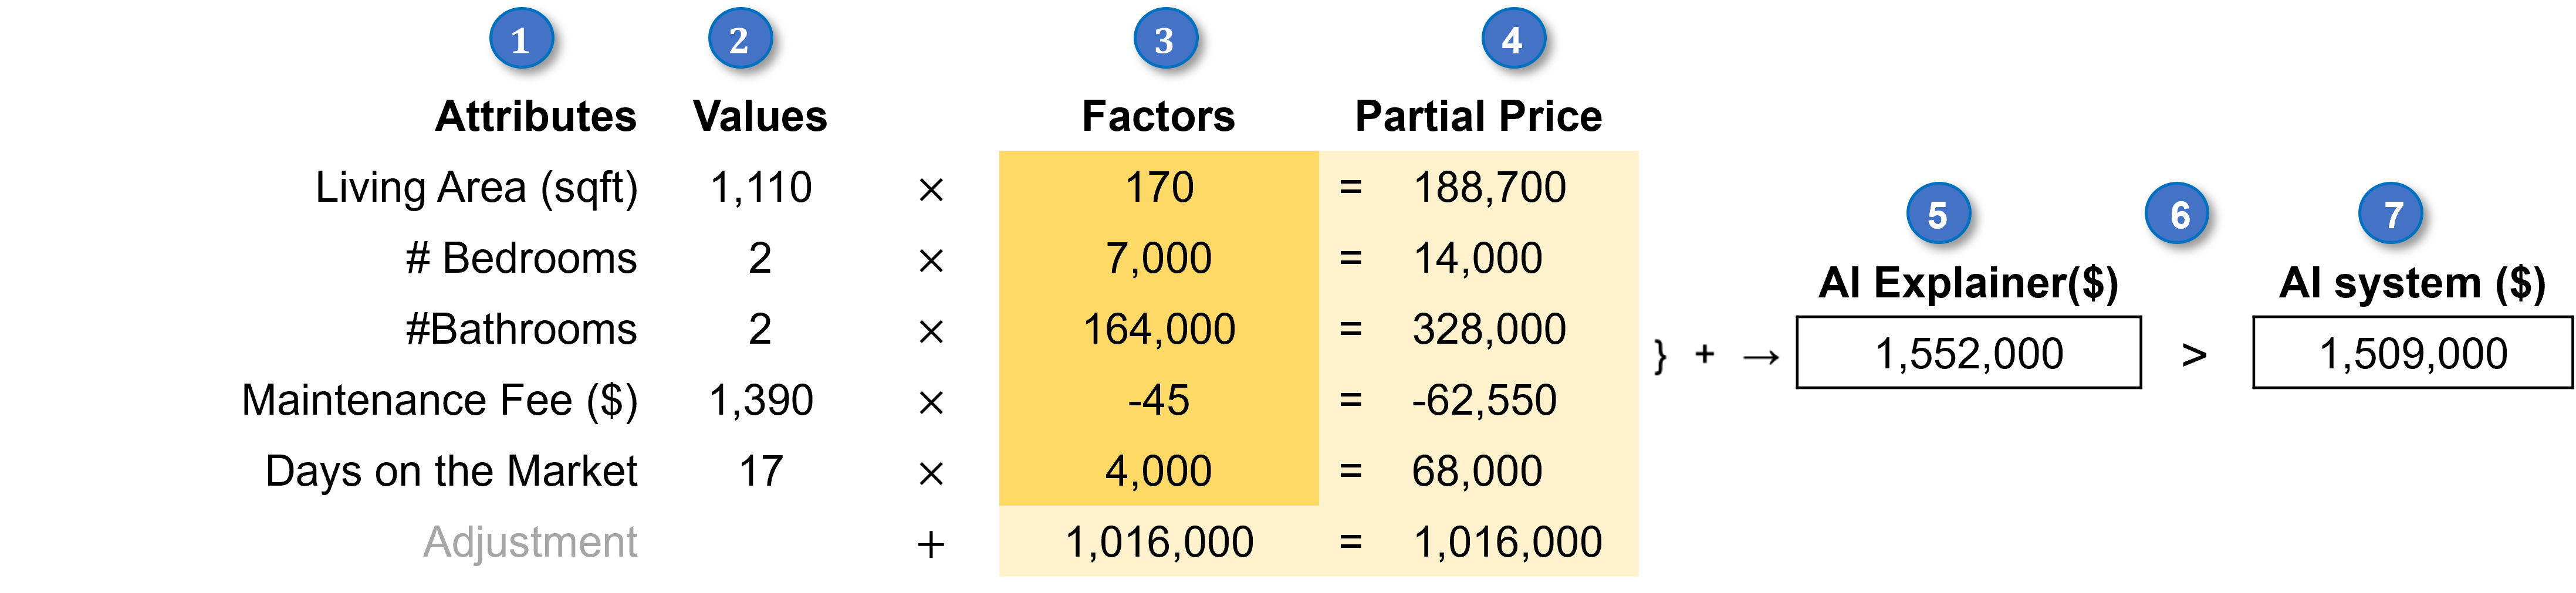 1 2 3 4
Attributes Values Factors Partial Price
Living Area (sqft) 1,110 × 170 = 188,700
# Bedrooms 2 × 7,000 = 14,000
#Bathrooms 2 × 164,000 = 328,000
Maintenance Fee ($) 1,390 × -45 = -62,550
Days on the Market 17 × 4,000 = 68,000
Adjustment + 1,016,000 = 1,016,000
5 6 7
AI Explainer($) AI system ($)
} + → 1,552,000 > 1,509,000